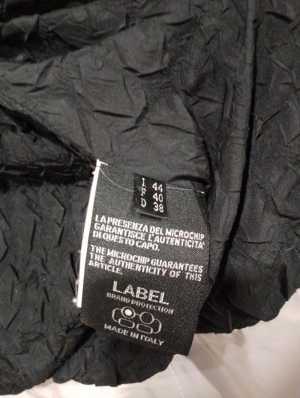 I 44
F 40
D 38
LA PRESENZA DEL MICROCHIP
GARANTISCE L'AUTENTICITA'
DI QUESTO CAPO.
THE MICROCHIP GUARANTEES
THE AUTHENTICITY OF THIS
ARTICLE.
LABEL
BRAND PROTECTION
MADE IN ITALY